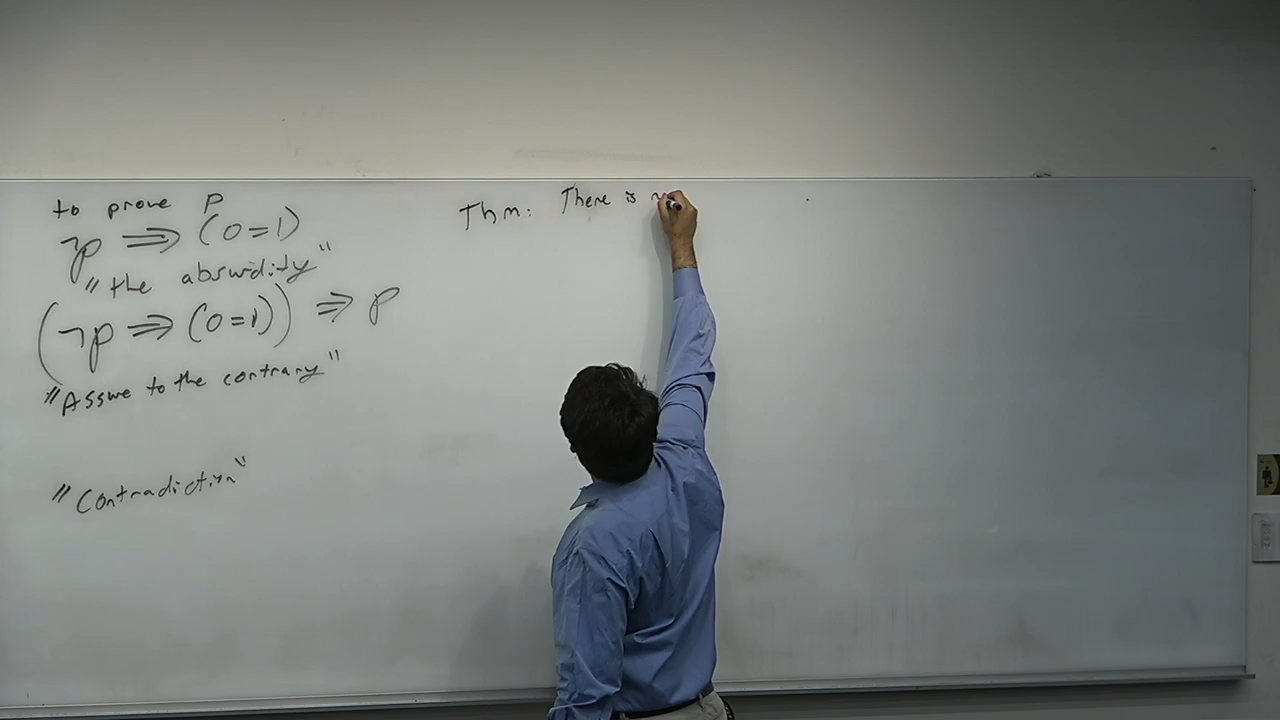 to prove P
¬p ⟹ (0=1)
"the absurdity"
(¬p ⟹ (0=1)) ⟹ p
"Assume to the contrary"
"Contradiction"
Thm: There is